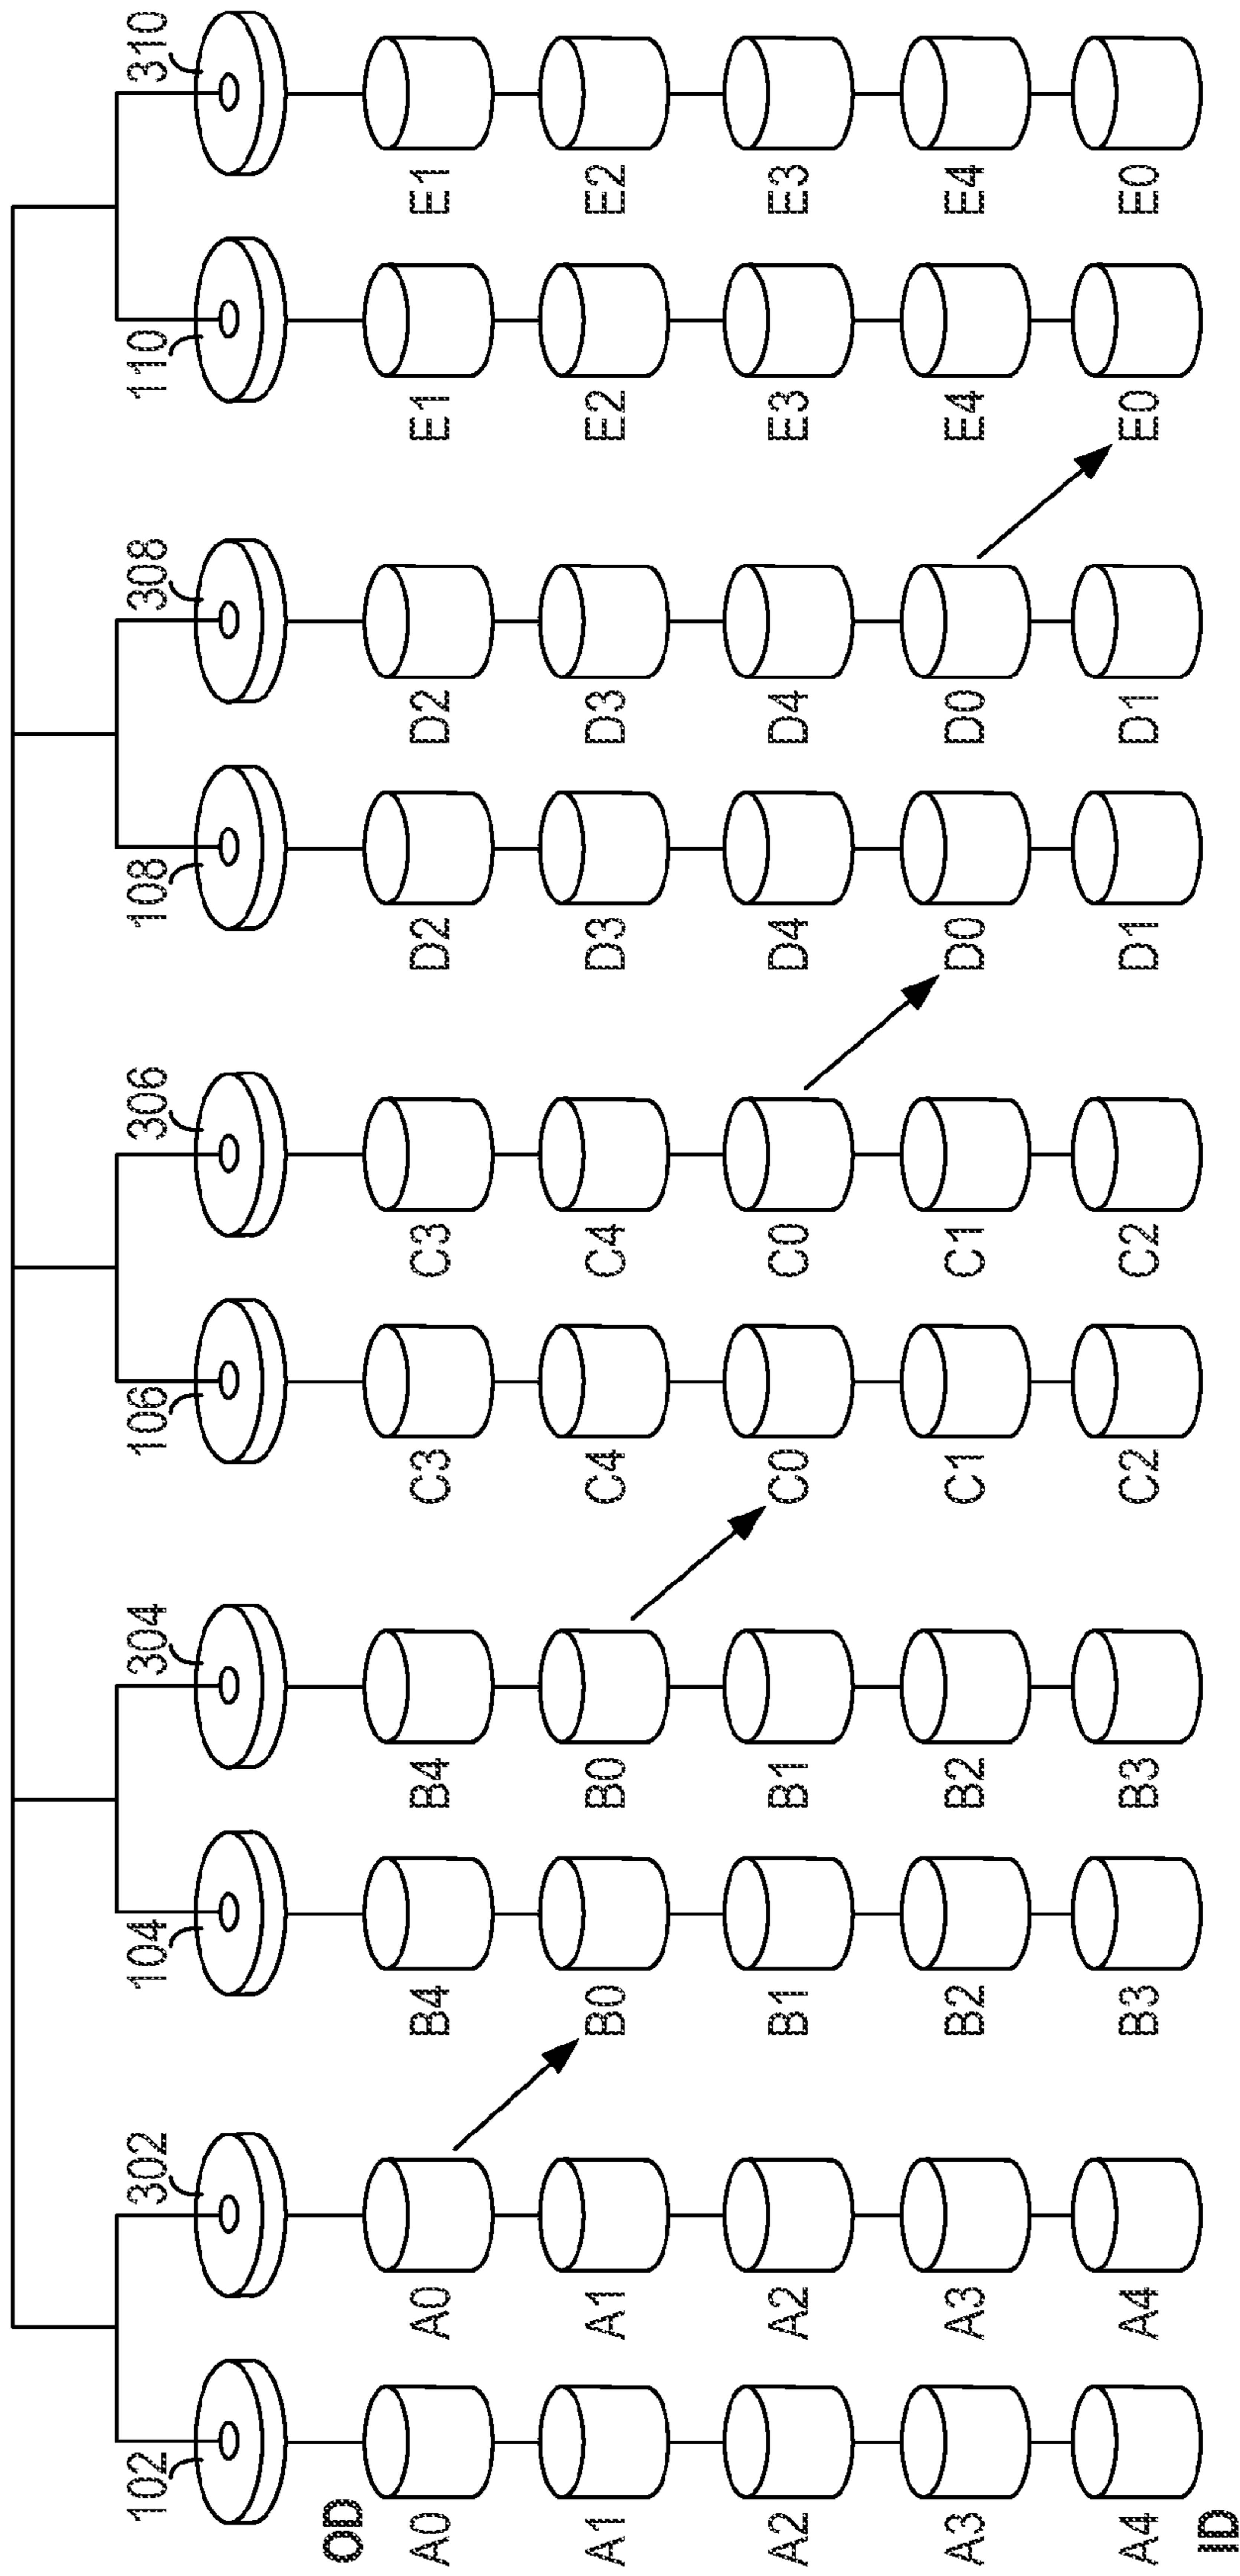 102 302 104 304 106 306 108 308 110 310
OD
A0 A0 B4 B4 C3 C3 D2 D2 E1 E1
A1 A1 B0 B0 C4 C4 D3 D3 E2 E2
A2 A2 B1 B1 C0 C0 D4 D4 E3 E3
A3 A3 B2 B2 C1 C1 D0 D0 E4 E4
A4 A4 B3 B3 C2 C2 D1 D1 E0 E0
ID